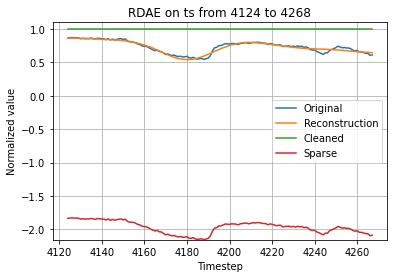 RDAE on ts from 4124 to 4268
1.0
0.5
0.0
−0.5
−1.0
−1.5
−2.0
Normalized value
Original
Reconstruction
Cleaned
Sparse
4120 4140 4160 4180 4200 4220 4240 4260
Timestep